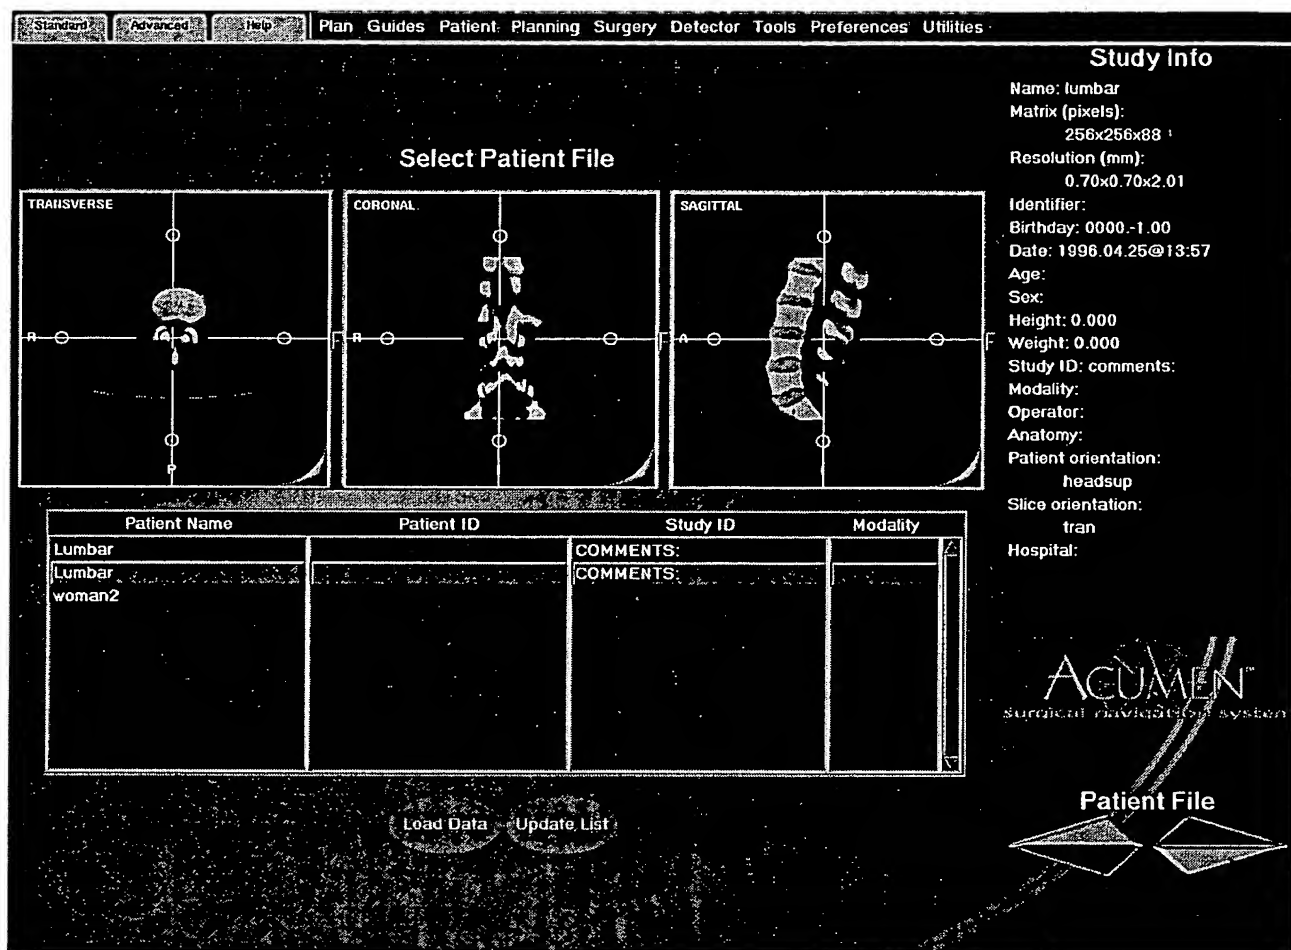 Standard Advanced Help Plan Guides Patient Planning Surgery Detector Tools Preferences Utilities
Study Info
Name: lumbar
Matrix (pixels):
256x256x88
Resolution (mm):
0.70x0.70x2.01
Identifier:
Birthday: 0000.-1.00
Date: 1996.04.25@13:57
Age:
Sex:
Height: 0.000
Weight: 0.000
Study ID: comments:
Modality:
Operator:
Anatomy:
Patient orientation:
headsup
Slice orientation:
tran
Hospital:
Select Patient File
TRANSVERSE
R
P
CORONAL
R
SAGITTAL
A
Patient Name Patient ID Study ID Modality
Lumbar COMMENTS:
Lumbar COMMENTS:
woman2
Load Data Update List
ACUMEN™
surgical navigation system
Patient File